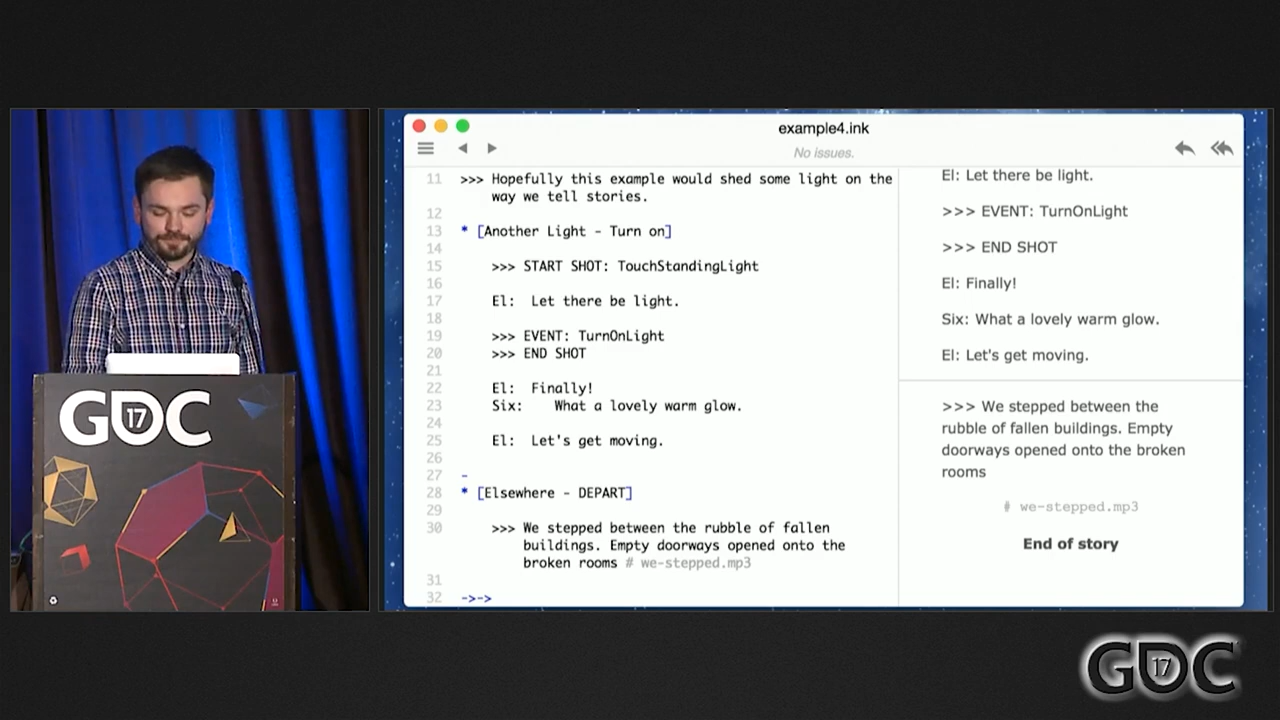 GDC
17
example4.ink
No issues.
11 >>> Hopefully this example would shed some light on the
way we tell stories.
12
13 * [Another Light - Turn on]
14
15 >>> START SHOT: TouchStandingLight
16
17 El: Let there be light.
18
19 >>> EVENT: TurnOnLight
20 >>> END SHOT
21
22 El: Finally!
23 Six: What a lovely warm glow.
24
25 El: Let's get moving.
26
27 -
28 * [Elsewhere - DEPART]
29
30 >>> We stepped between the rubble of fallen
buildings. Empty doorways opened onto the
broken rooms # we-stepped.mp3
31
32 ->->
El: Let there be light.
>>> EVENT: TurnOnLight
>>> END SHOT
El: Finally!
Six: What a lovely warm glow.
El: Let's get moving.
>>> We stepped between the
rubble of fallen buildings. Empty
doorways opened onto the broken
rooms
# we-stepped.mp3
End of story
GDC
17